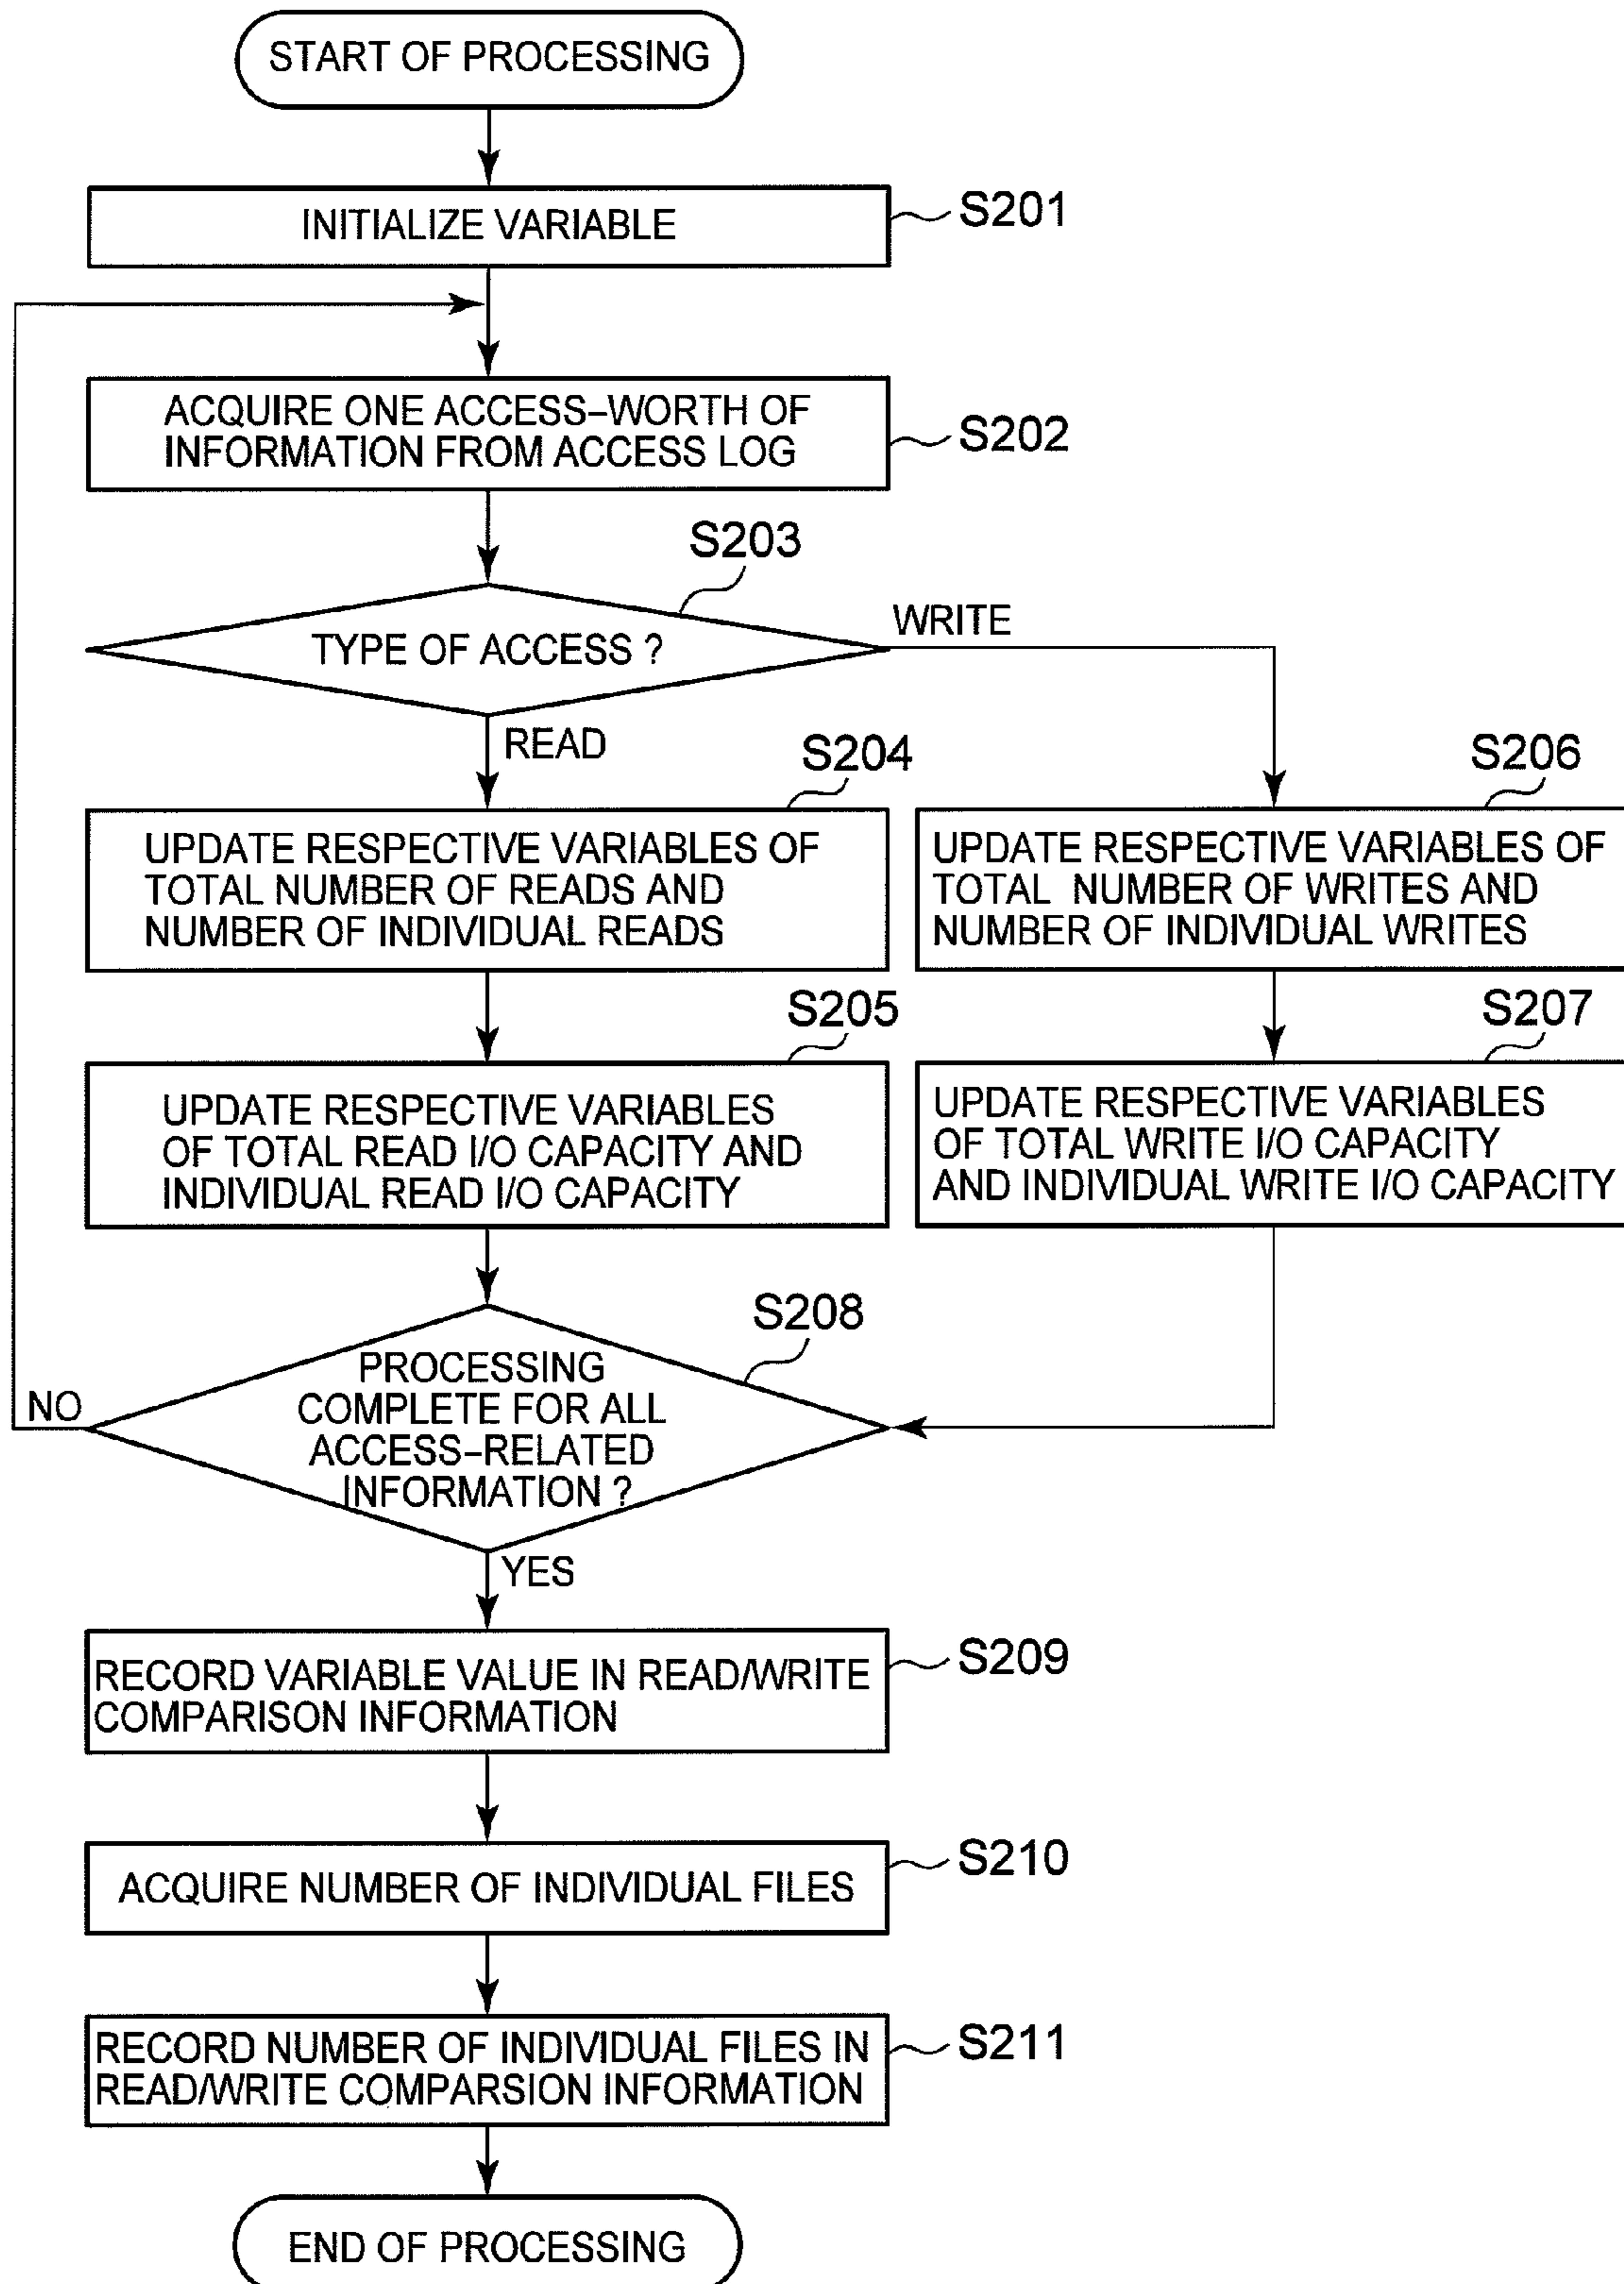 START OF PROCESSING
INITIALIZE VARIABLE
S201
ACQUIRE ONE ACCESS-WORTH OF
INFORMATION FROM ACCESS LOG
S202
S203
TYPE OF ACCESS ?
WRITE
READ
S204
UPDATE RESPECTIVE VARIABLES OF
TOTAL NUMBER OF READS AND
NUMBER OF INDIVIDUAL READS
S206
UPDATE RESPECTIVE VARIABLES OF
TOTAL NUMBER OF WRITES AND
NUMBER OF INDIVIDUAL WRITES
S205
UPDATE RESPECTIVE VARIABLES
OF TOTAL READ I/O CAPACITY AND
INDIVIDUAL READ I/O CAPACITY
S207
UPDATE RESPECTIVE VARIABLES
OF TOTAL WRITE I/O CAPACITY
AND INDIVIDUAL WRITE I/O CAPACITY
S208
PROCESSING
COMPLETE FOR ALL
ACCESS-RELATED
INFORMATION ?
NO
YES
RECORD VARIABLE VALUE IN READ/WRITE
COMPARISON INFORMATION
S209
ACQUIRE NUMBER OF INDIVIDUAL FILES
S210
RECORD NUMBER OF INDIVIDUAL FILES IN
READ/WRITE COMPARSION INFORMATION
S211
END OF PROCESSING